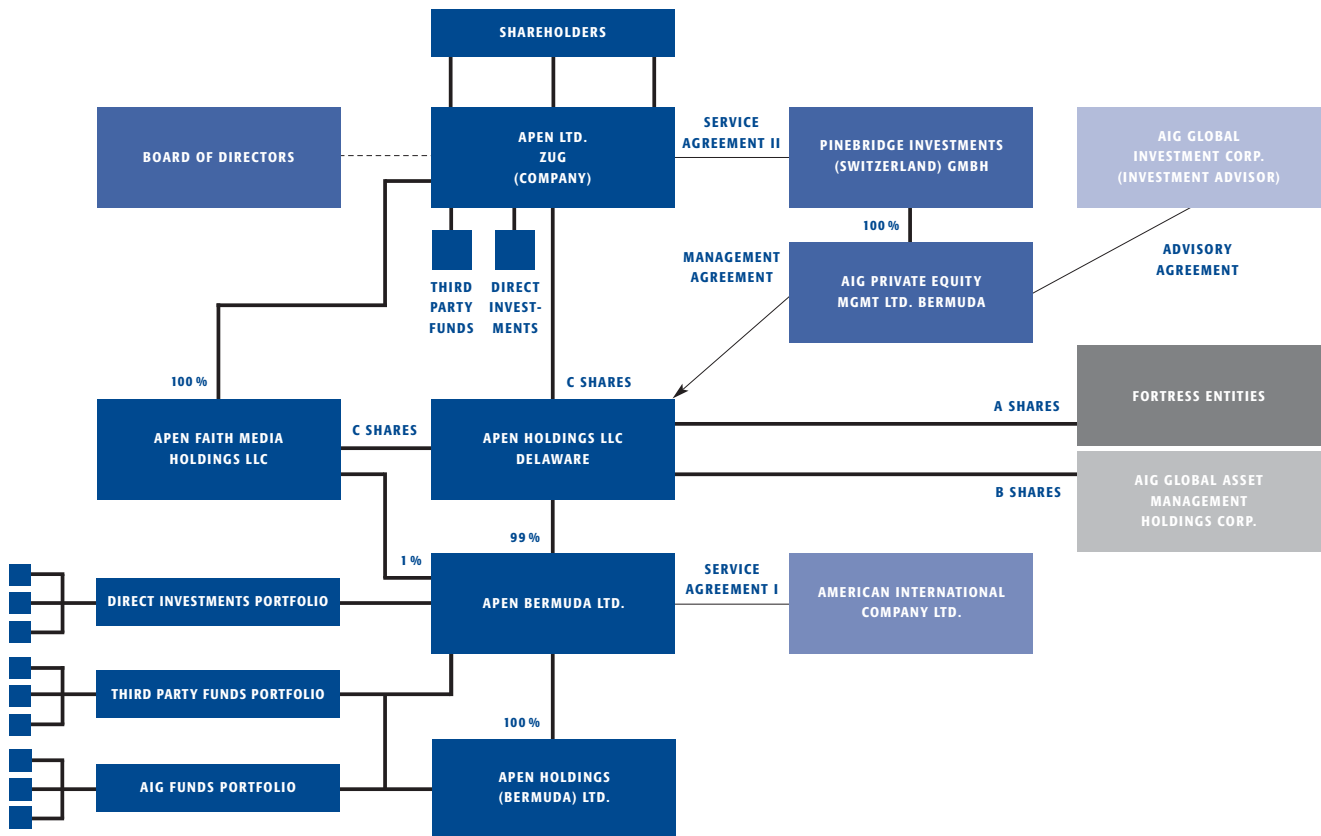 SHAREHOLDERS
BOARD OF DIRECTORS
APEN LTD.
ZUG
(COMPANY)
SERVICE
AGREEMENT II
PINEBRIDGE INVESTMENTS
(SWITZERLAND) GMBH
AIG GLOBAL
INVESTMENT CORP.
(INVESTMENT ADVISOR)
100 %
THIRD
PARTY
FUNDS
DIRECT
INVEST-
MENTS
MANAGEMENT
AGREEMENT
AIG PRIVATE EQUITY
MGMT LTD. BERMUDA
ADVISORY
AGREEMENT
100 %
C SHARES
APEN FAITH MEDIA
HOLDINGS LLC
C SHARES
APEN HOLDINGS LLC
DELAWARE
A SHARES
FORTRESS ENTITIES
B SHARES
AIG GLOBAL ASSET
MANAGEMENT
HOLDINGS CORP.
99 %
1 %
DIRECT INVESTMENTS PORTFOLIO
APEN BERMUDA LTD.
SERVICE
AGREEMENT I
AMERICAN INTERNATIONAL
COMPANY LTD.
THIRD PARTY FUNDS PORTFOLIO
100 %
AIG FUNDS PORTFOLIO
APEN HOLDINGS
(BERMUDA) LTD.